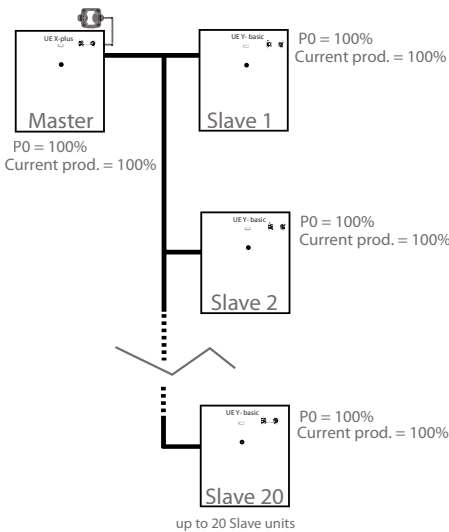 UEX-plus
Master
P0 = 100%
Current prod. = 100%
UEY- basic
Slave 1
P0 = 100%
Current prod. = 100%
UEY- basic
Slave 2
P0 = 100%
Current prod. = 100%
UEY- basic
Slave 20
P0 = 100%
Current prod. = 100%
up to 20 Slave units